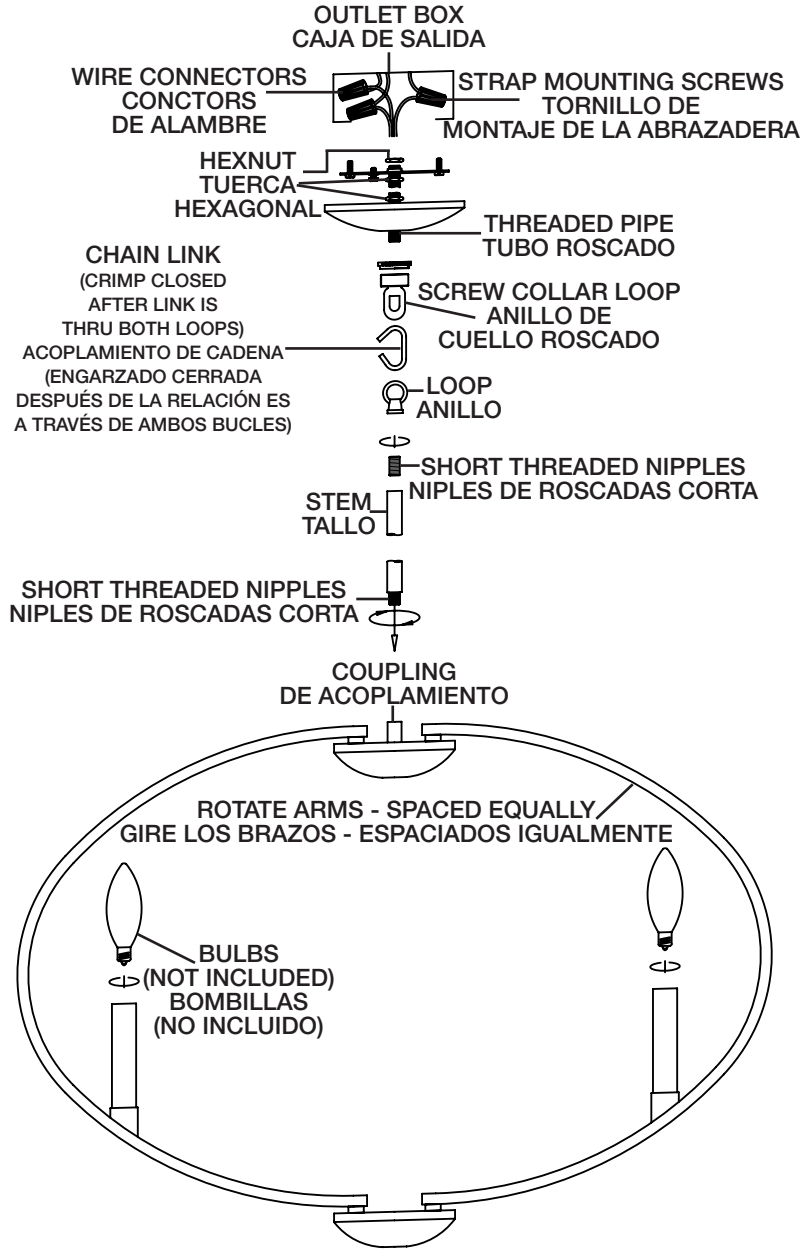 OUTLET BOX
CAJA DE SALIDA
WIRE CONNECTORS
CONCTORS
DE ALAMBRE
STRAP MOUNTING SCREWS
TORNILLO DE
MONTAJE DE LA ABRAZADERA
HEXNUT
TUERCA
HEXAGONAL
THREADED PIPE
TUBO ROSCADO
CHAIN LINK
(CRIMP CLOSED
AFTER LINK IS
THRU BOTH LOOPS)
ACOPLAMIENTO DE CADENA
(ENGARZADO CERRADA
DESPUÉS DE LA RELACIÓN ES
A TRAVÉS DE AMBOS BUCLES)
SCREW COLLAR LOOP
ANILLO DE
CUELLO ROSCADO
LOOP
ANILLO
SHORT THREADED NIPPLES
NIPLES DE ROSCADAS CORTA
STEM
TALLO
SHORT THREADED NIPPLES
NIPLES DE ROSCADAS CORTA
COUPLING
DE ACOPLAMIENTO
ROTATE ARMS - SPACED EQUALLY
GIRE LOS BRAZOS - ESPACIADOS IGUALMENTE
BULBS
(NOT INCLUDED)
BOMBILLAS
(NO INCLUIDO)